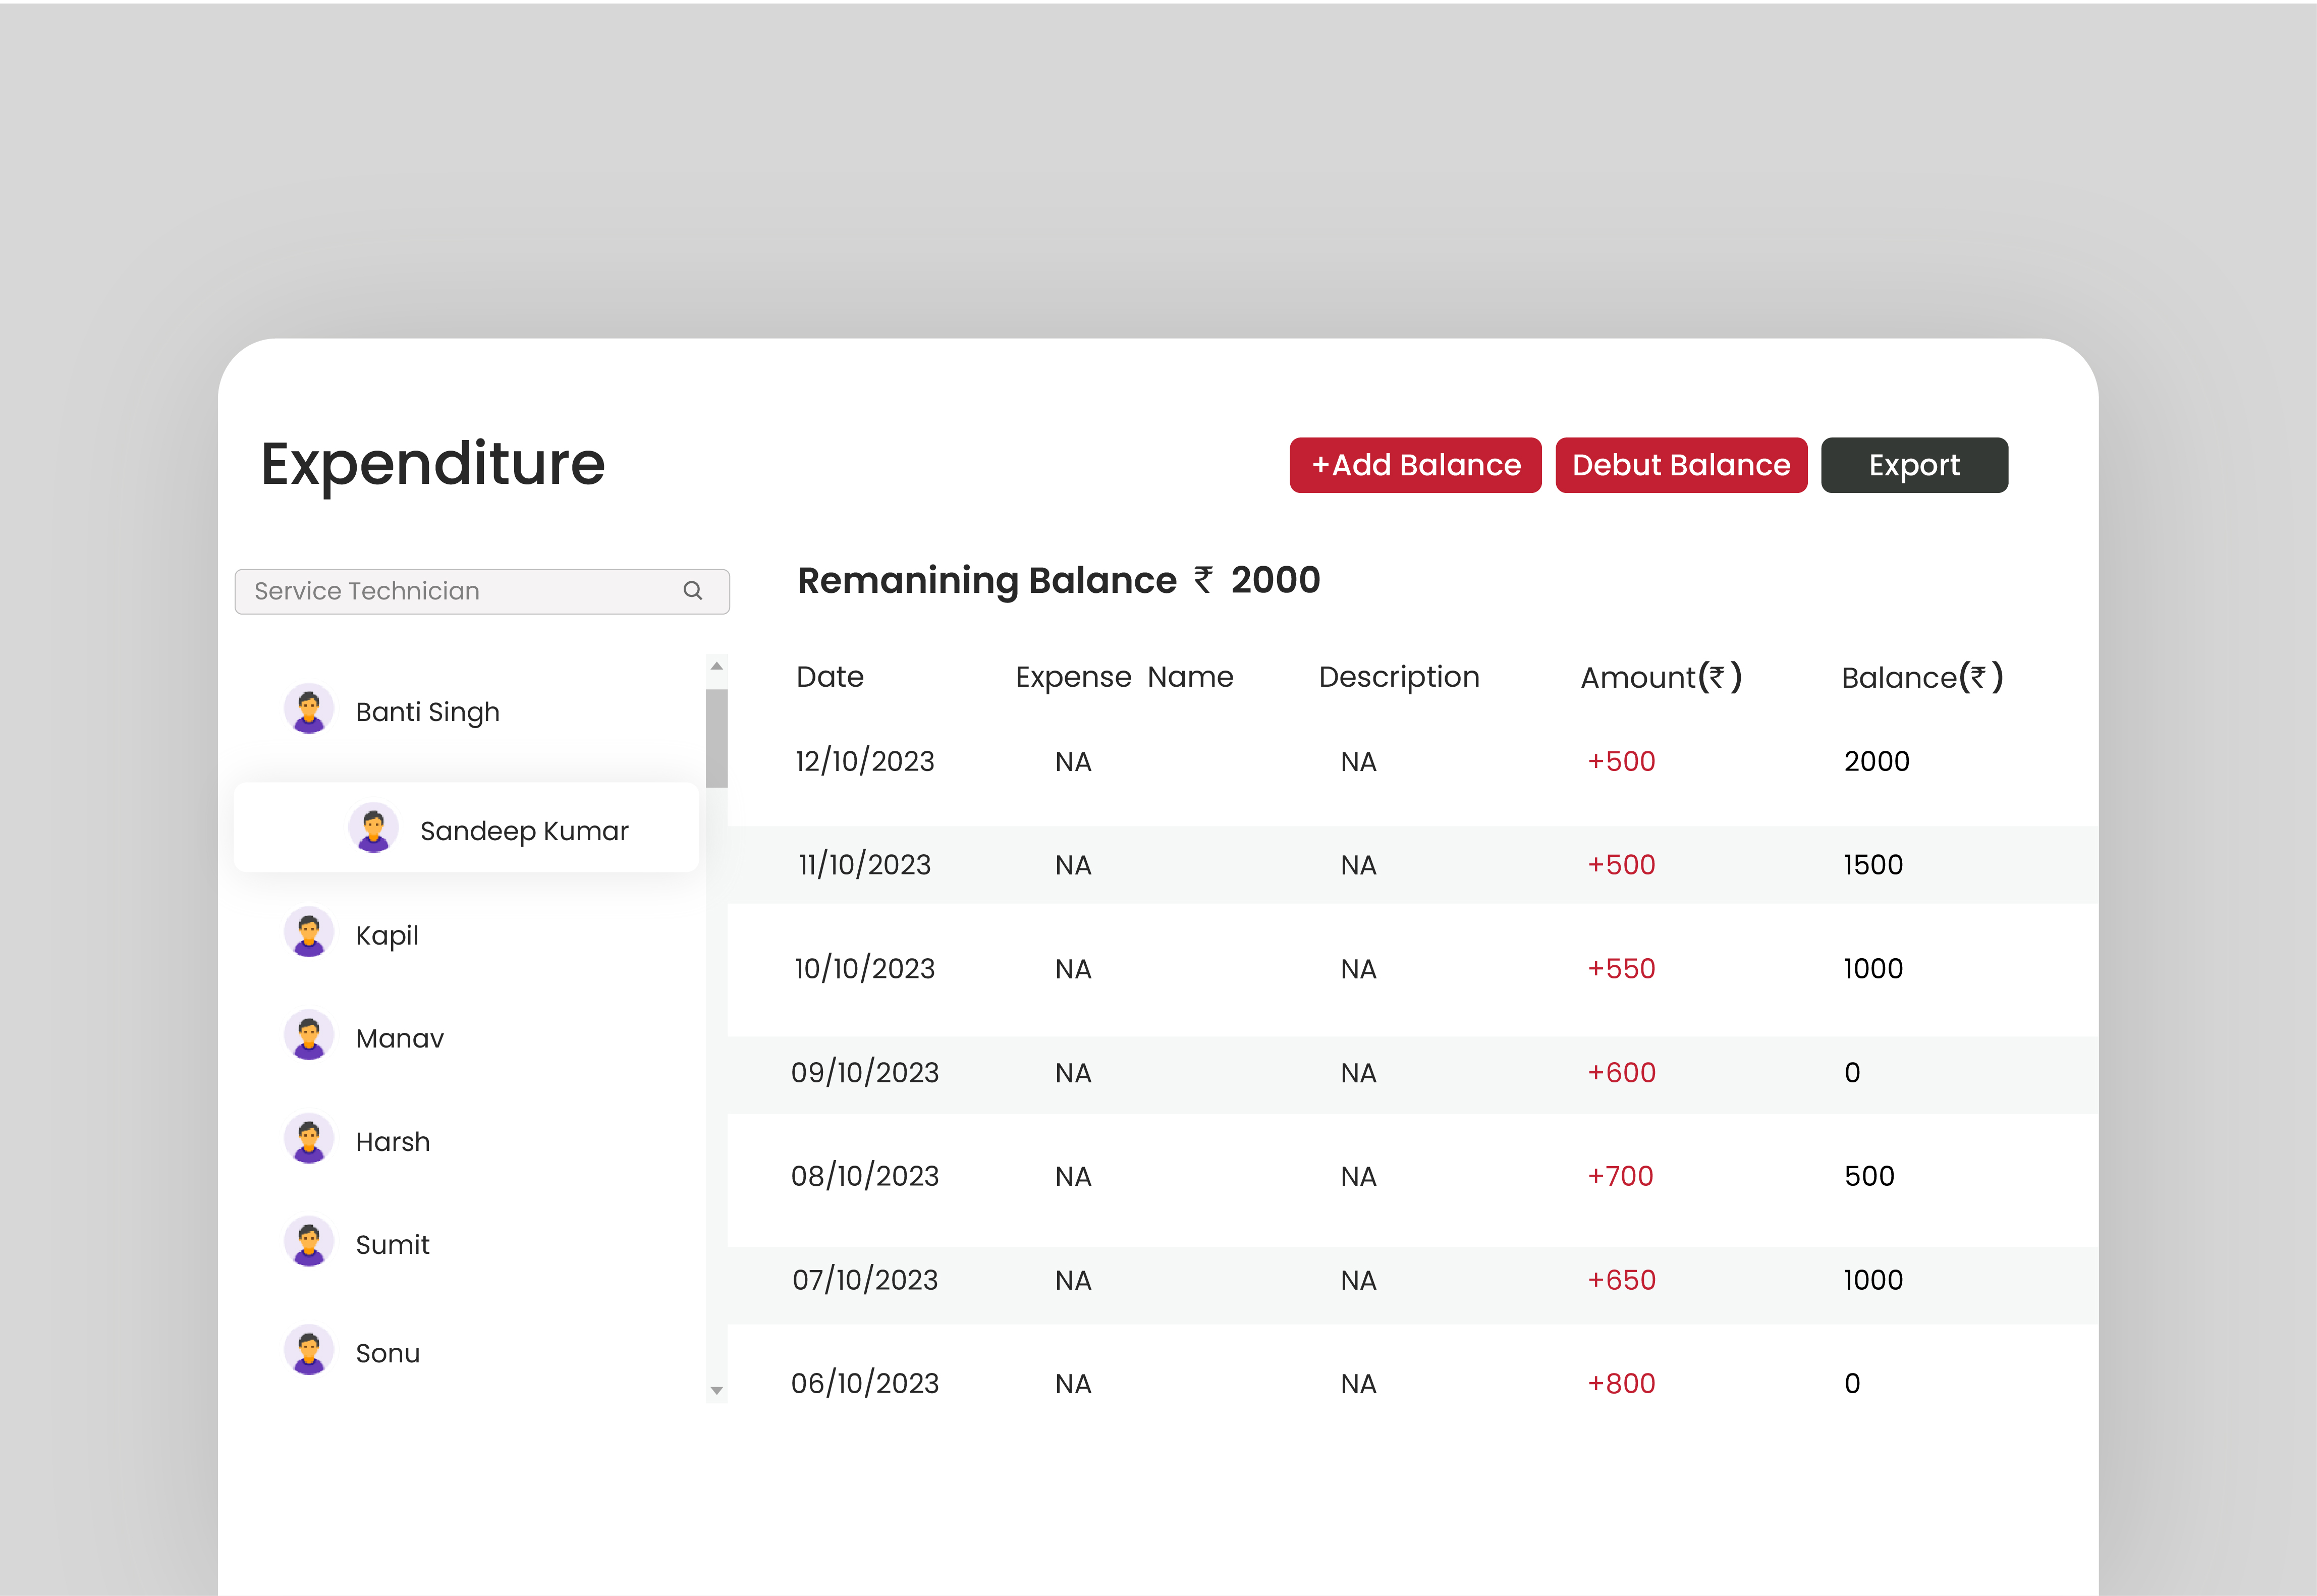 Expenditure
+Add Balance Debut Balance Export
Service Technician
Banti Singh
Sandeep Kumar
Kapil
Manav
Harsh
Sumit
Sonu
Remanining Balance ₹ 2000
Date Expense Name Description Amount(₹) Balance(₹)
12/10/2023 NA NA +500 2000
11/10/2023 NA NA +500 1500
10/10/2023 NA NA +550 1000
09/10/2023 NA NA +600 0
08/10/2023 NA NA +700 500
07/10/2023 NA NA +650 1000
06/10/2023 NA NA +800 0